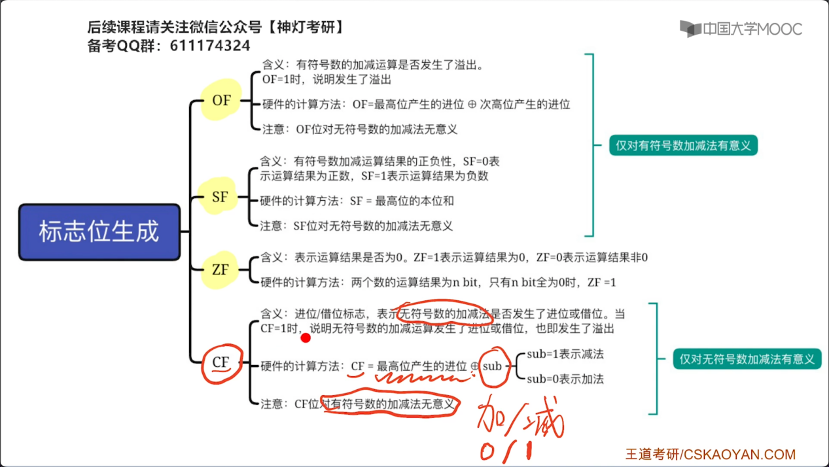 后续课程请关注微信公众号【神灯考研】
备考QQ群：611174324
中国大学MOOC
标志位生成
OF
含义：有符号数的加减运算是否发生了溢出。
OF=1时，说明发生了溢出
硬件的计算方法：OF=最高位产生的进位 ⊕ 次高位产生的进位
注意：OF位对无符号数的加减法无意义
SF
含义：有符号数加减运算结果的正负性，SF=0表
示运算结果为正数，SF=1表示运算结果为负数
硬件的计算方法：SF = 最高位的本位和
注意：SF位对无符号数的加减法无意义
仅对有符号数加减法有意义
ZF
含义：表示运算结果是否为0。ZF=1表示运算结果为0，ZF=0表示运算结果非0
硬件的计算方法：两个数的运算结果为n bit，只有n bit全为0时，ZF =1
CF
含义：进位/借位标志，表示无符号数的加减法是否发生了进位或借位。当
CF=1时，说明无符号数的加减运算发生了进位或借位，也即发生了溢出
硬件的计算方法：CF = 最高位产生的进位 ⊕ sub
sub=1表示减法
sub=0表示加法
注意：CF位对有符号数的加减法无意义
仅对无符号数加减法有意义
加/减
0/1
王道考研/CSKAOYAN.COM